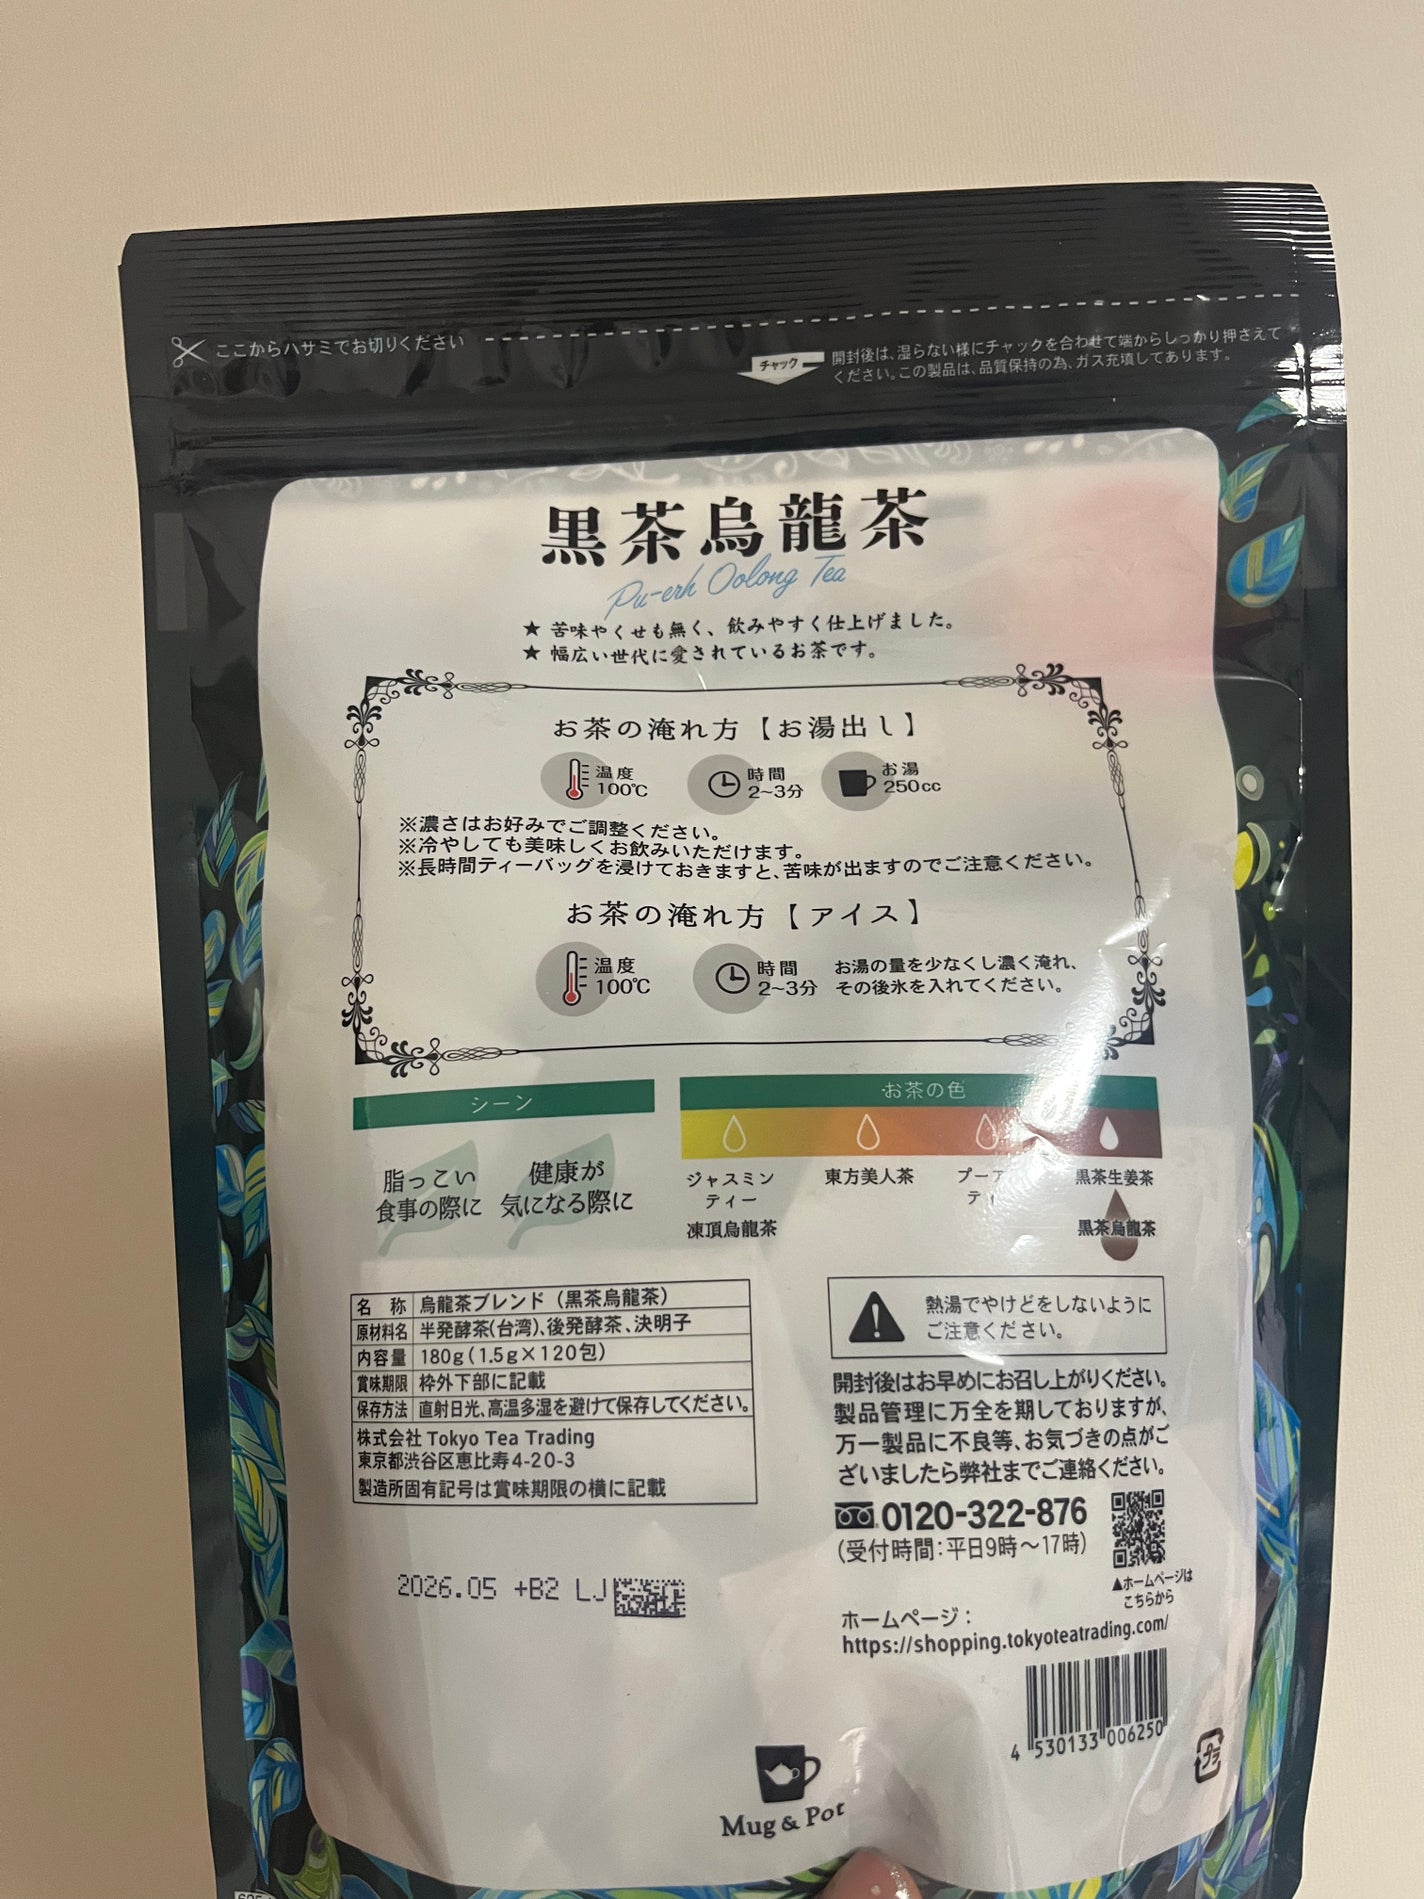 ここからハサミでお切りください
チャック
開封後は、湿らない様にチャックを合わせて端からしっかり押さえて
ください。この製品は、品質保持の為、ガス充填してあります。
黒茶烏龍茶
Pu-erh Oolong Tea
★ 苦味やくせも無く、飲みやすく仕上げました。
★ 幅広い世代に愛されているお茶です。
お茶の淹れ方【お湯出し】
温度
100℃
時間
2~3分
お湯
250cc
※濃さはお好みでご調整ください。
※冷やしても美味しくお飲みいただけます。
※長時間ティーバッグを浸けておきますと、苦味が出ますのでご注意ください。
お茶の淹れ方【アイス】
温度
100℃
時間
2~3分
お湯の量を少なくし濃く淹れ、
その後氷を入れてください。
シーン
脂っこい
食事の際に
健康が
気になる際に
お茶の色
ジャスミン
ティー
凍頂烏龍茶
東方美人茶
プーア
ティ
黒茶生姜茶
黒茶烏龍茶
名 称 烏龍茶ブレンド（黒茶烏龍茶）
原材料名 半発酵茶(台湾)、後発酵茶、決明子
内容量 180g(1.5g×120包)
賞味期限 枠外下部に記載
保存方法 直射日光、高温多湿を避けて保存してください。
株式会社 Tokyo Tea Trading
東京都渋谷区恵比寿4-20-3
製造所固有記号は賞味期限の横に記載
熱湯でやけどをしないように
ご注意ください。
開封後はお早めにお召し上がりください。
製品管理に万全を期しておりますが、
万一製品に不良等、お気づきの点がご
ざいましたら弊社までご連絡ください。
0120-322-876
(受付時間:平日9時～17時)
▲ホームページは
こちらから
ホームページ：
https://shopping.tokyoteatrading.com/
2026.05 +B2 LJ
4 530133 006250
プラ
Mug & Pot